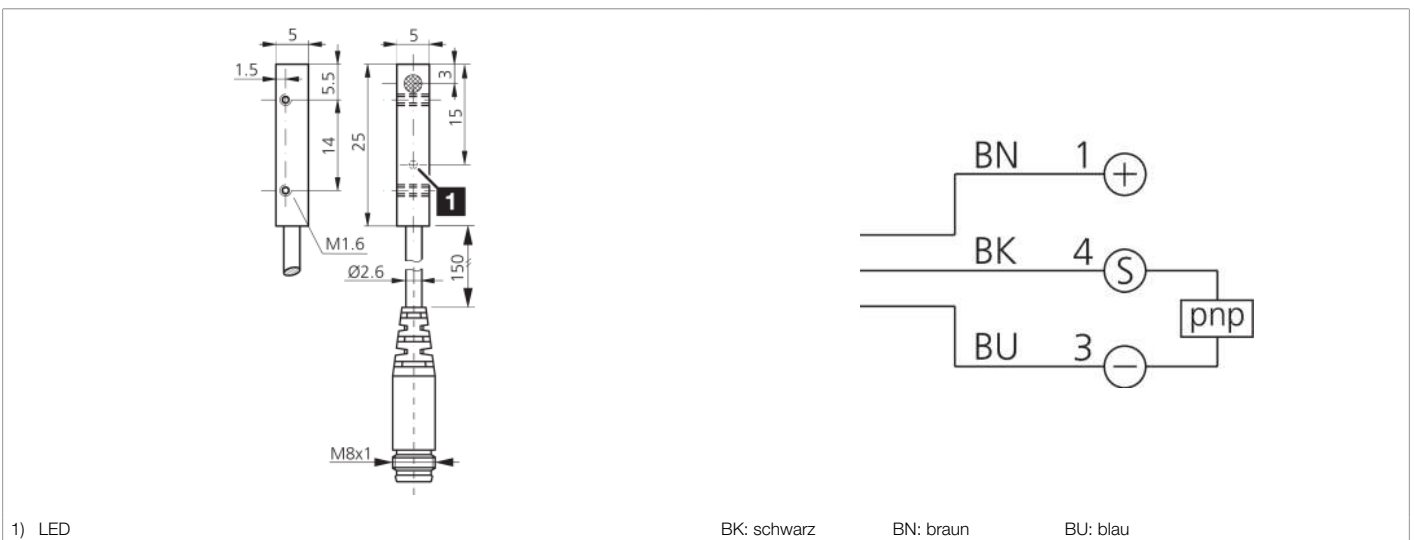 5
5
1.5
5.5
3
15
14
25
1
M1.6
Ø2.6
150
M8x1
BN 1 +
BK 4 S
pnp
BU 3 −
1) LED
BK: schwarz BN: braun BU: blau